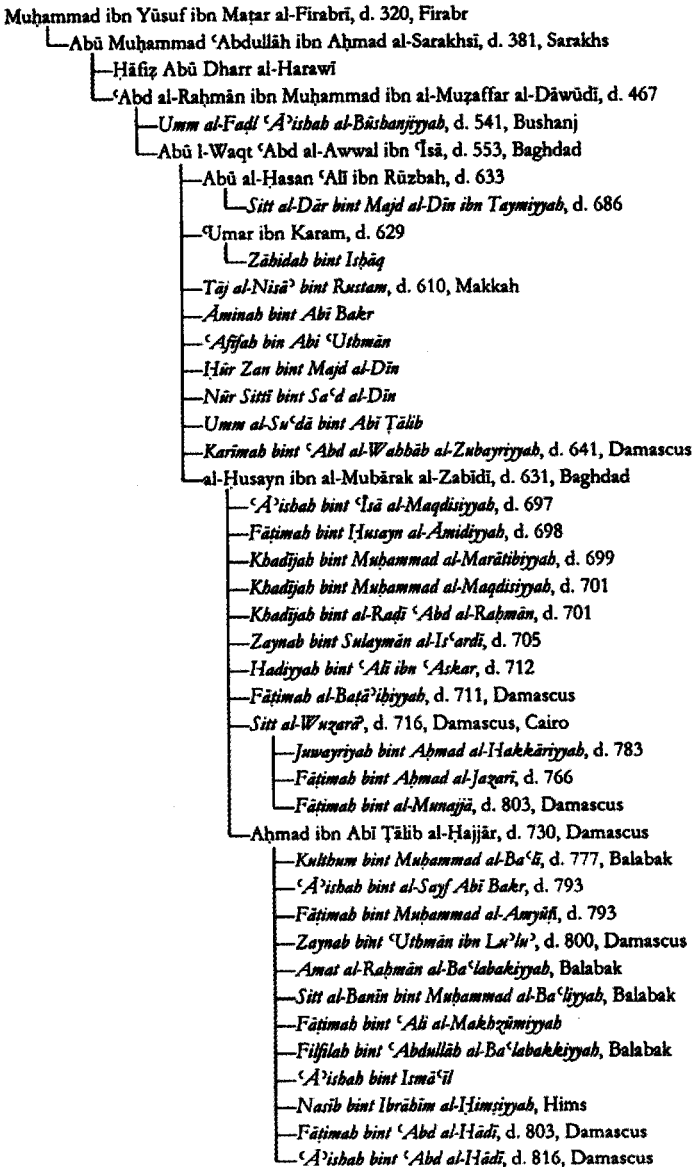 Muḥammad ibn Yūsuf ibn Maṭar al-Firabrī, d. 320, Firabr
Abū Muḥammad ʿAbdullāh ibn Aḥmad al-Sarakhsī, d. 381, Sarakhs
Ḥāfiẓ Abū Dharr al-Harawī
ʿAbd al-Raḥmān ibn Muḥammad ibn al-Muẓaffar al-Dāwūdī, d. 467
Umm al-Faḍl ʿĀʾishah al-Būshanjiyyah, d. 541, Bushanj
Abū l-Waqt ʿAbd al-Awwal ibn ʿĪsā, d. 553, Baghdad
Abū al-Ḥasan ʿAlī ibn Rūzbah, d. 633
Sitt al-Dār bint Majd al-Dīn ibn Taymiyyah, d. 686
ʿUmar ibn Karam, d. 629
Zāhidah bint Isḥāq
Tāj al-Nisāʾ bint Rustam, d. 610, Makkah
Āminah bint Abī Bakr
ʿAfīfah bin Abi ʿUthmān
Ḥūr Zan bint Majd al-Dīn
Nūr Sittī bint Saʿd al-Dīn
Umm al-Suʿdā bint Abī Ṭālib
Karīmah bint ʿAbd al-Wahhāb al-Zubayriyyah, d. 641, Damascus
al-Ḥusayn ibn al-Mubārak al-Zabīdī, d. 631, Baghdad
ʿĀʾishah bint ʿĪsā al-Maqdisiyyah, d. 697
Fāṭimah bint Ḥusayn al-Āmidiyyah, d. 698
Khadījah bint Muḥammad al-Marātibiyyah, d. 699
Khadījah bint Muḥammad al-Maqdisiyyah, d. 701
Khadījah bint al-Raḍī ʿAbd al-Raḥmān, d. 701
Zaynab bint Sulaymān al-Isʿardī, d. 705
Hadiyyah bint ʿAlī ibn ʿAskar, d. 712
Fāṭimah al-Baṭāʾiḥiyyah, d. 711, Damascus
Sitt al-Wuzarāʾ, d. 716, Damascus, Cairo
Juwayriyah bint Aḥmad al-Hakkāriyyah, d. 783
Fāṭimah bint Aḥmad al-Jazarī, d. 766
Fāṭimah bint al-Munajjā, d. 803, Damascus
Aḥmad ibn Abī Ṭālib al-Ḥajjār, d. 730, Damascus
Kulthum bint Muḥammad al-Baʿlī, d. 777, Balabak
ʿĀʾishah bint al-Sayf Abī Bakr, d. 793
Fāṭimah bint Muḥammad al-Amyūṭī, d. 793
Zaynab bint ʿUthmān ibn Luʾluʾ, d. 800, Damascus
Amat al-Raḥmān al-Baʿlabakiyyah, Balabak
Sitt al-Banīn bint Muḥammad al-Baʿliyyah, Balabak
Fāṭimah bint ʿAli al-Makhzūmiyyah
Filfilah bint ʿAbdullāh al-Baʿlabakkiyyah, Balabak
ʿĀʾishah bint Ismāʿīl
Nasīb bint Ibrāhīm al-Ḥimṣiyyah, Hims
Fāṭimah bint ʿAbd al-Hādī, d. 803, Damascus
ʿĀʾishah bint ʿAbd al-Hādī, d. 816, Damascus